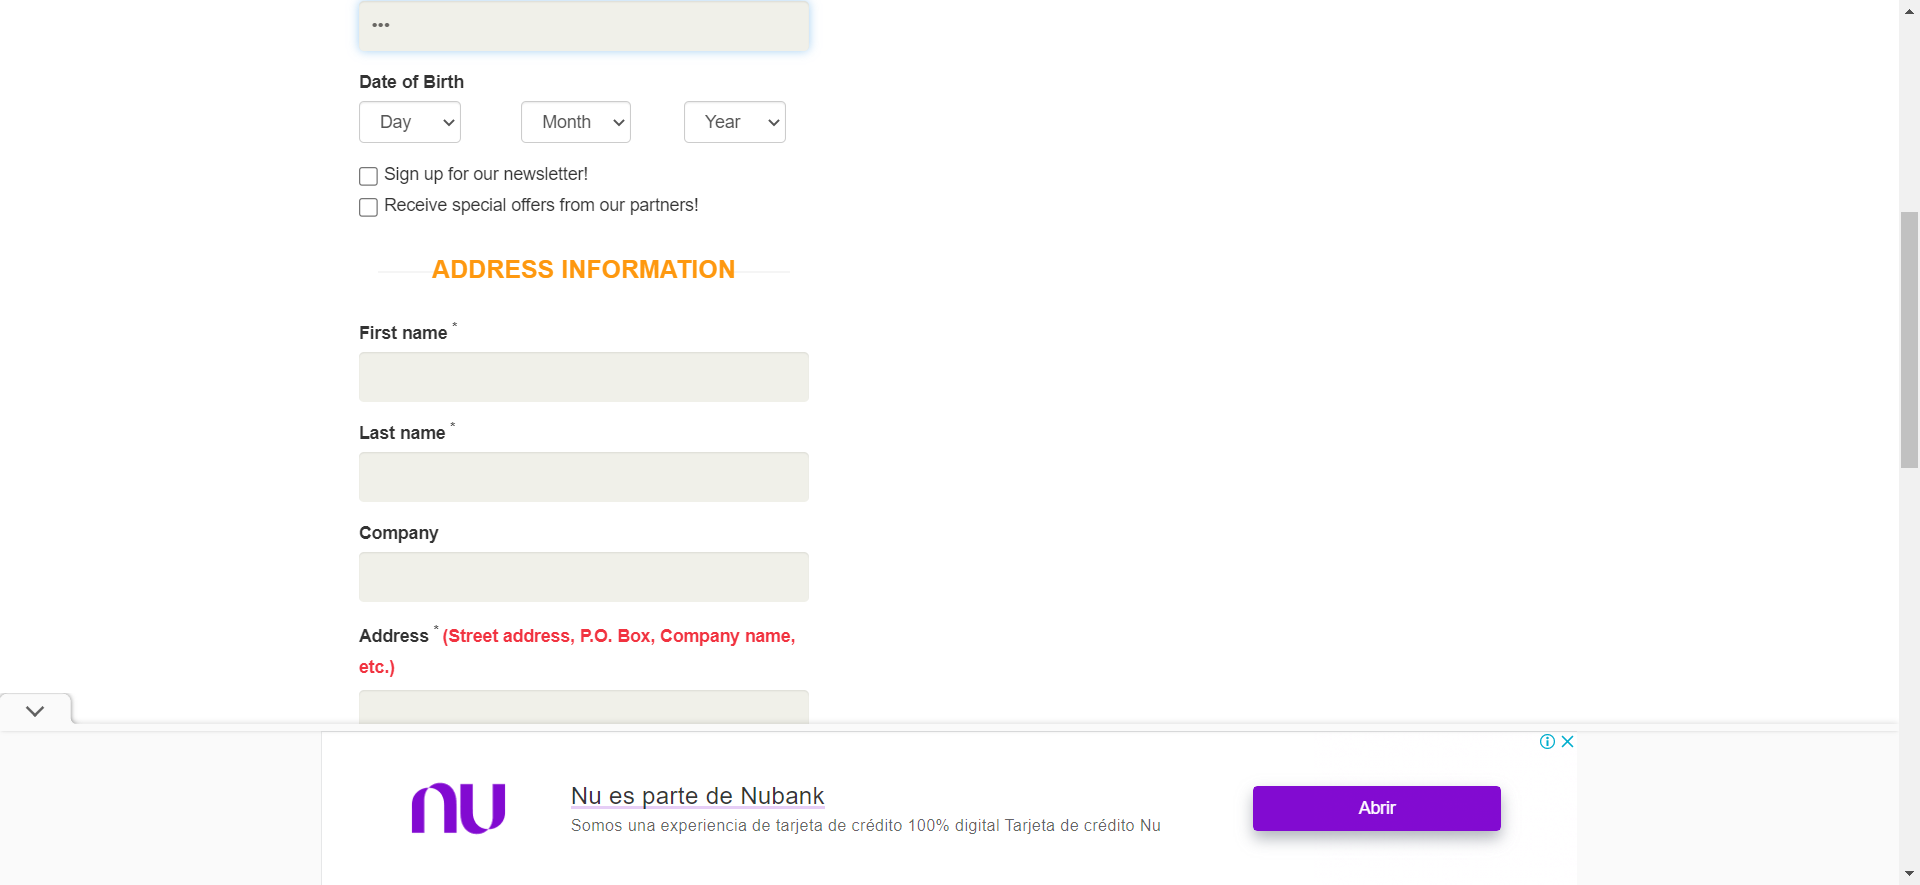 •••
Date of Birth
Day Month Year
Sign up for our newsletter!
Receive special offers from our partners!
ADDRESS INFORMATION
First name *
Last name *
Company
Address * (Street address, P.O. Box, Company name,
etc.)
nu
Nu es parte de Nubank
Somos una experiencia de tarjeta de crédito 100% digital Tarjeta de crédito Nu
Abrir